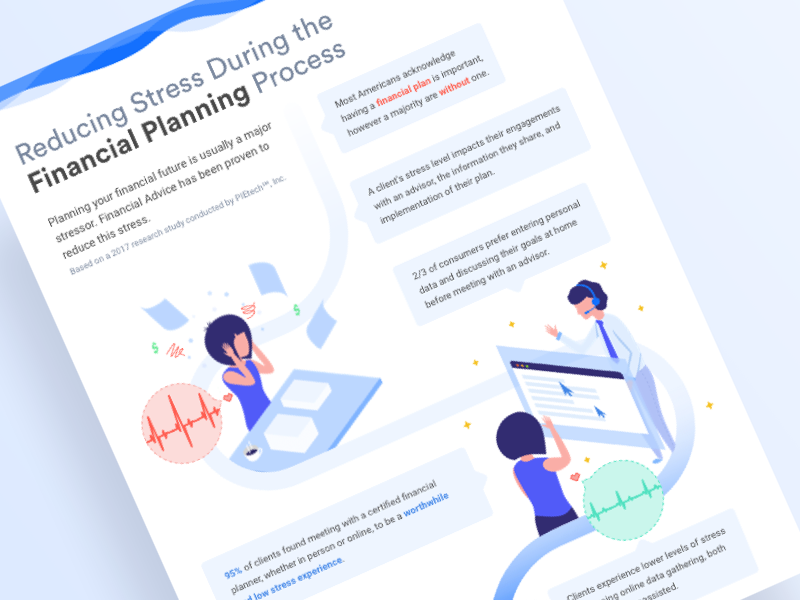 Reducing Stress During the
Financial Planning Process
Planning your financial future is usually a major
stressor. Financial Advice has been proven to
reduce this stress.
Based on a 2017 research study conducted by PIEtech℠, Inc.
Most Americans acknowledge
having a financial plan is important,
however a majority are without one.
A client's stress level impacts their engagements
with an advisor, the information they share, and
implementation of their plan.
2/3 of consumers prefer entering personal
data and discussing their goals at home
before meeting with an advisor.
$
$
95% of clients found meeting with a certified financial
planner, whether in person or online, to be a worthwhile
low stress experience.
Clients experience lower levels of stress
online data gathering, both